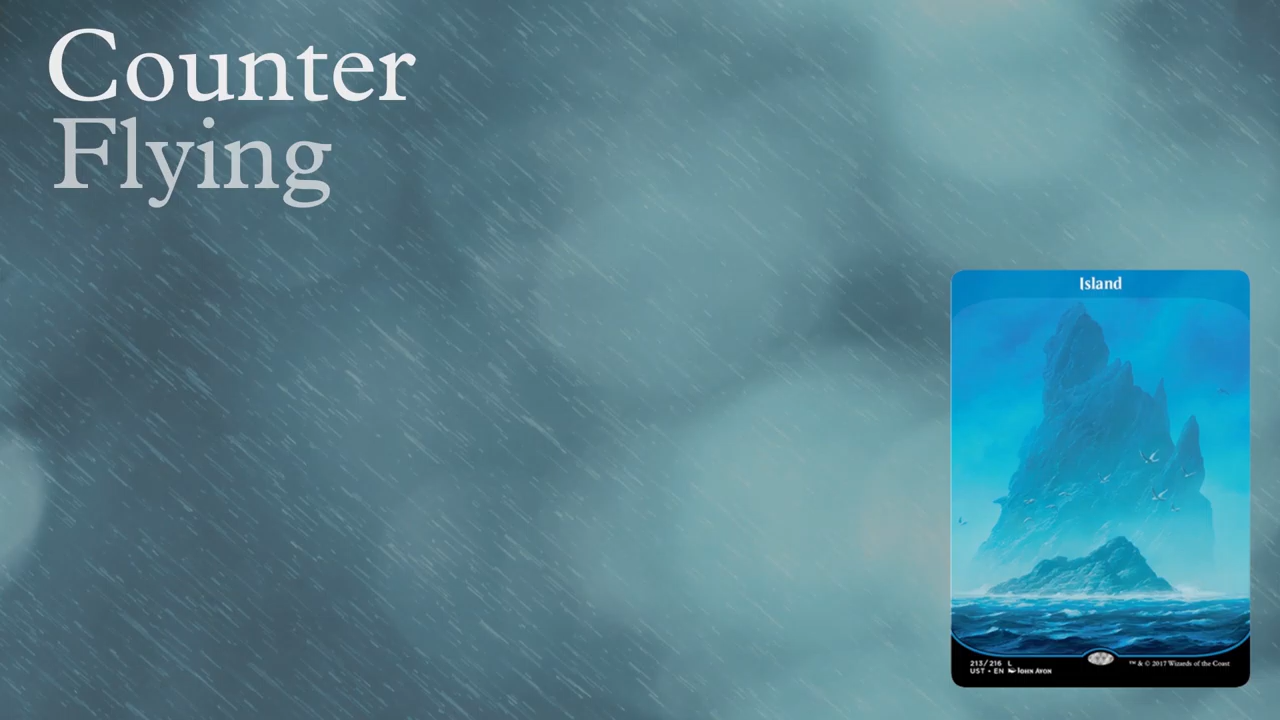 Counter
Flying
Island
213/216 L
UST • EN JOHN AVON
™ & © 2017 Wizards of the Coast